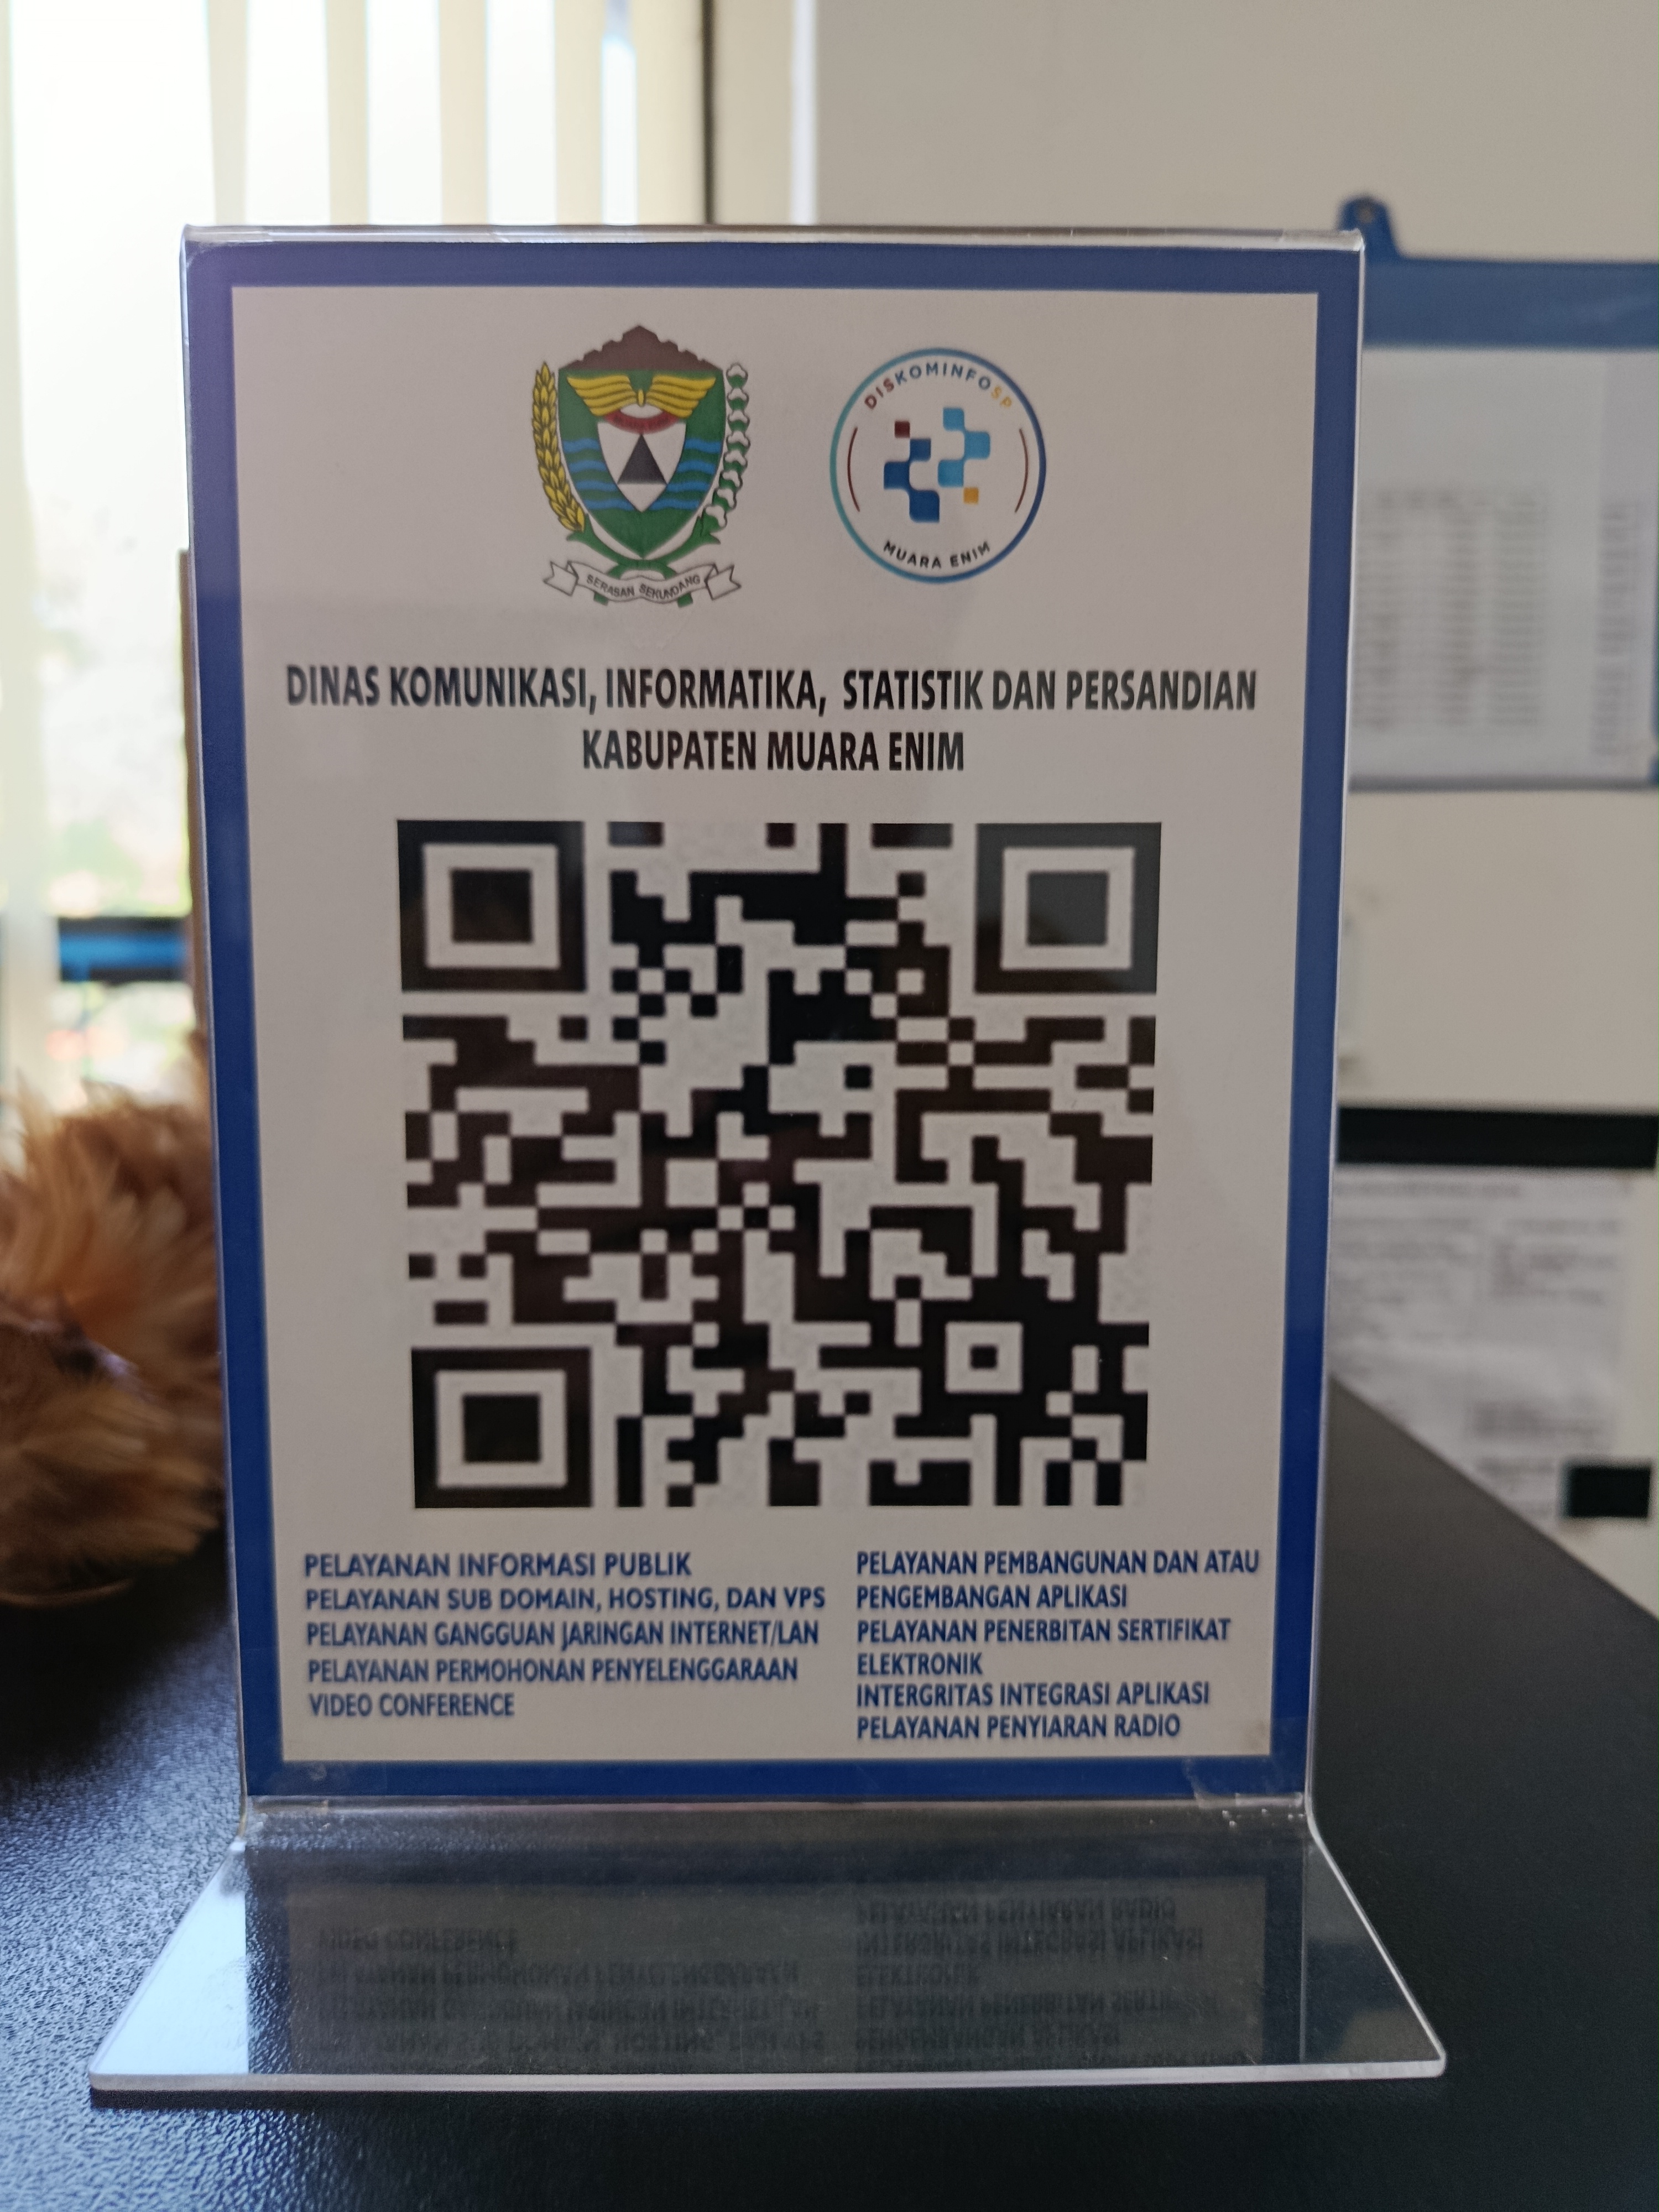 SERASAN SEKUNDANG
DISKOMINFOSP
MUARA ENIM
DINAS KOMUNIKASI, INFORMATIKA, STATISTIK DAN PERSANDIAN
KABUPATEN MUARA ENIM
PELAYANAN INFORMASI PUBLIK
PELAYANAN SUB DOMAIN, HOSTING, DAN VPS
PELAYANAN GANGGUAN JARINGAN INTERNET/LAN
PELAYANAN PERMOHONAN PENYELENGGARAAN
VIDEO CONFERENCE
PELAYANAN PEMBANGUNAN DAN ATAU
PENGEMBANGAN APLIKASI
PELAYANAN PENERBITAN SERTIFIKAT
ELEKTRONIK
INTERGRITAS INTEGRASI APLIKASI
PELAYANAN PENYIARAN RADIO